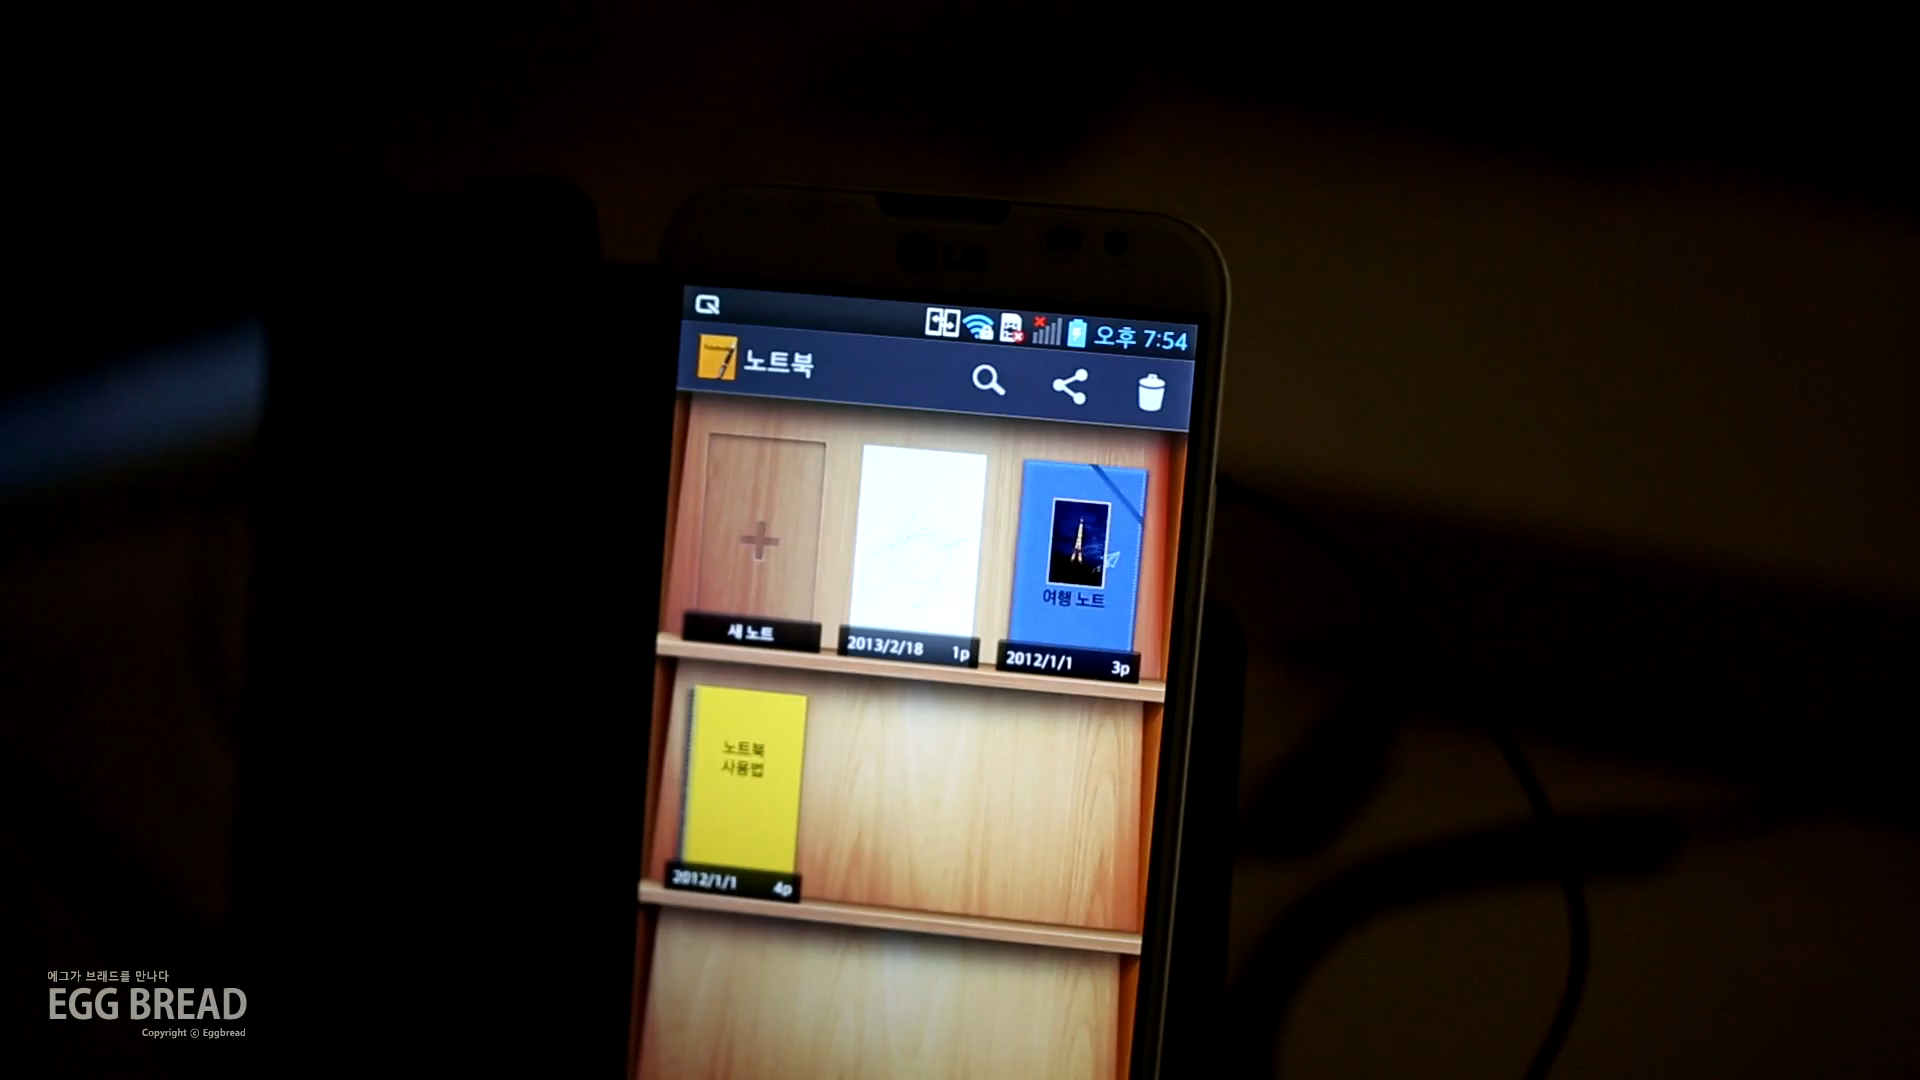 LG
오후 7:54
노트북
여행 노트
새 노트
2013/2/18 1p
2012/1/1 3p
노트북
사용법
2012/1/1 4p
에그가 브래드를 만나다
EGG BREAD
Copyright ⓒ Eggbread